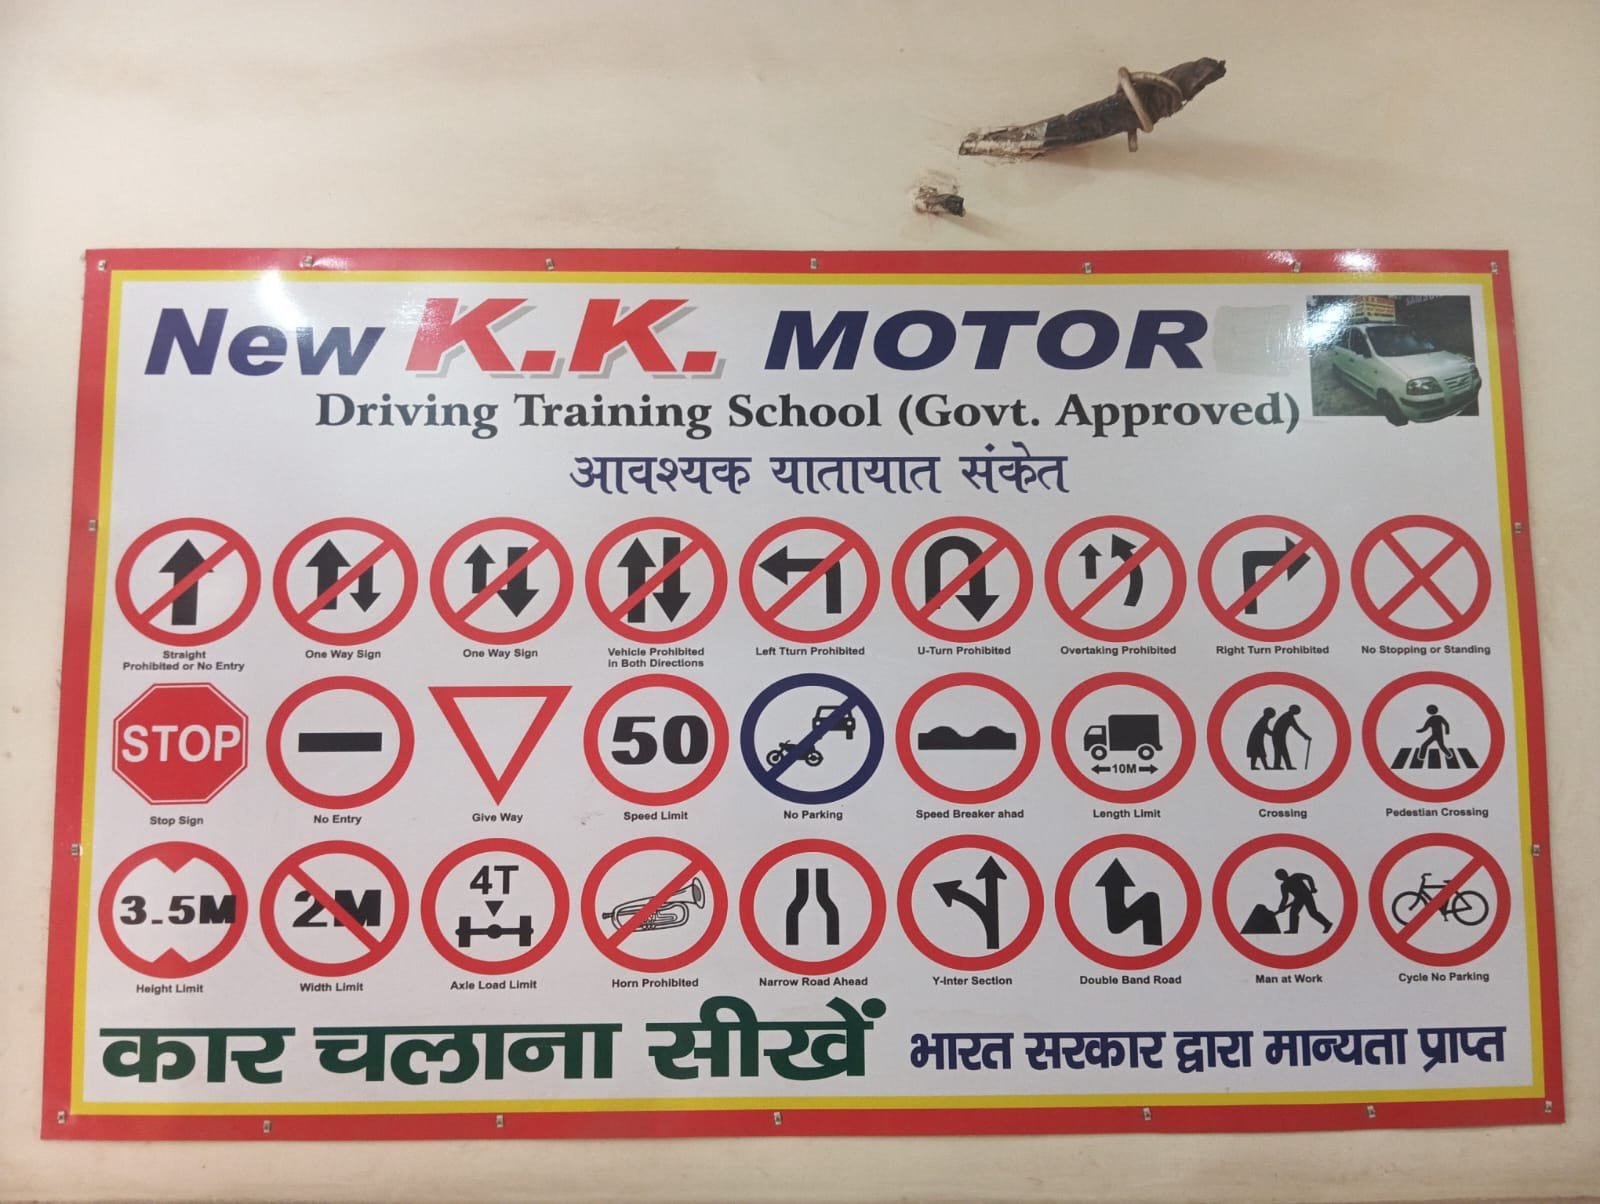 New K.K. MOTOR
Driving Training School (Govt. Approved)
आवश्यक यातायात संकेत
Straight
Prohibited or No Entry
One Way Sign
One Way Sign
Vehicle Prohibited
in Both Directions
Left Tturn Prohibited
U-Turn Prohibited
Overtaking Prohibited
Right Turn Prohibited
No Stopping or Standing
STOP
Stop Sign
No Entry
Give Way
50
Speed Limit
No Parking
Speed Breaker ahad
10M
Length Limit
Crossing
Pedestian Crossing
3.5M
Height Limit
2M
Width Limit
4T
Axle Load Limit
Horn Prohibited
Narrow Road Ahead
Y-Inter Section
Double Band Road
Man at Work
Cycle No Parking
कार चलाना सीखें भारत सरकार द्वारा मान्यता प्राप्त